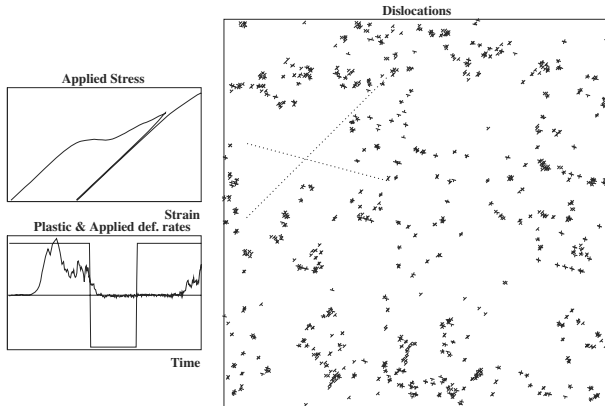 Dislocations
Applied Stress
Strain
Plastic & Applied def. rates
Time